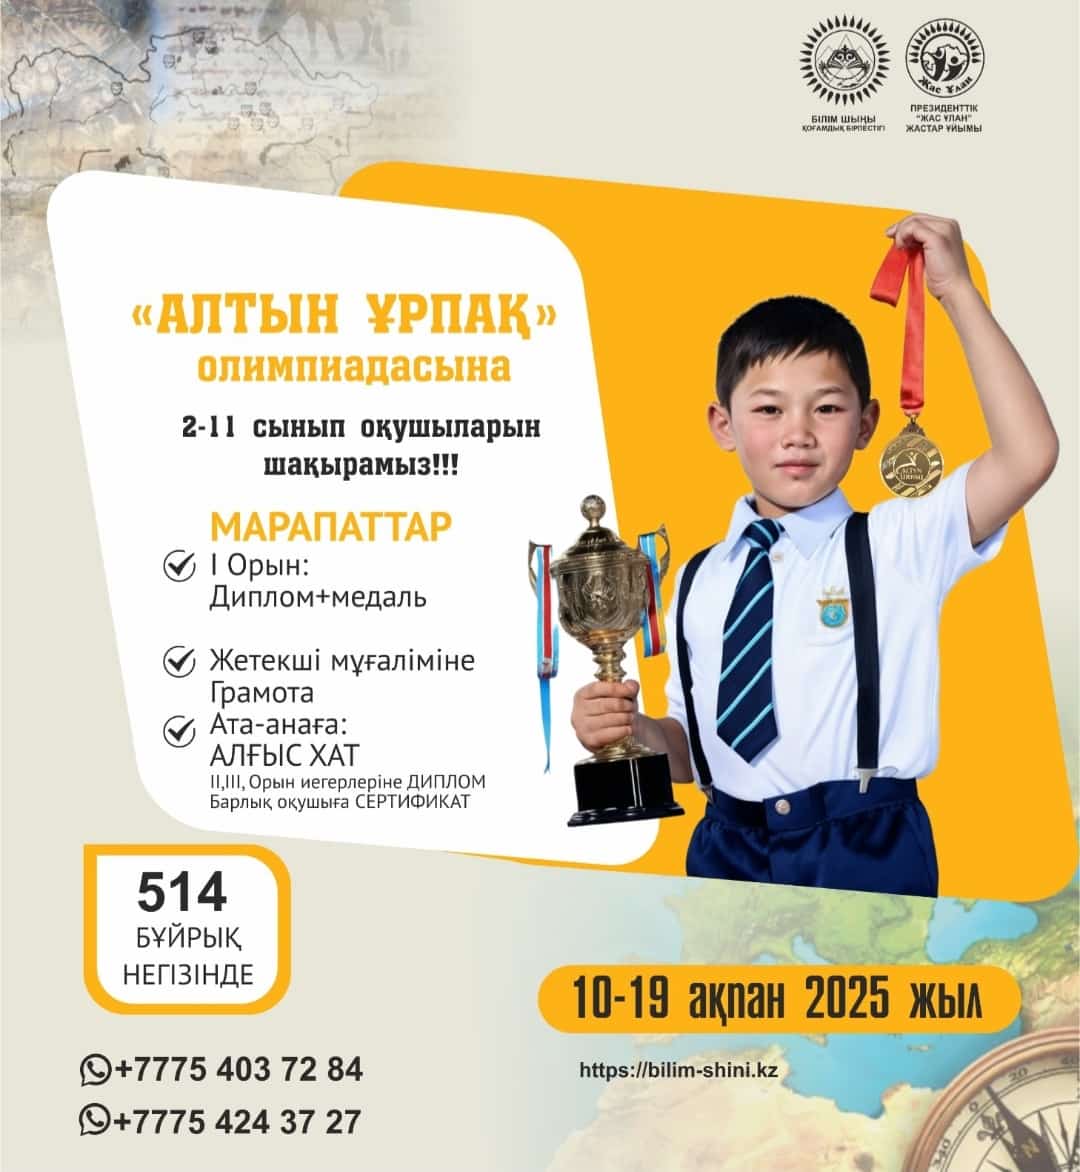 БІЛІМ ШЫҢЫ
ҚОҒАМДЫҚ БІРЛЕСТІГІ
Жас Ұлан
ПРЕЗИДЕНТТІК
"ЖАС ҰЛАН"
ЖАСТАР ҰЙЫМЫ
«АЛТЫН ҰРПАҚ»
ОЛИМПИАДАСЫНА
2-11 сынып оқушыларын
шақырамыз!!!
МАРАПАТТАР
I Орын:
Диплом+медаль
Жетекші мұғаліміне
Грамота
Ата-анаға:
АЛҒЫС ХАТ
II,III, Орын иегерлеріне ДИПЛОМ
Барлық оқушыға СЕРТИФИКАТ
514
БҰЙРЫҚ
НЕГІЗІНДЕ
10-19 ақпан 2025 жыл
+7775 403 72 84
https://bilim-shini.kz
+7775 424 37 27